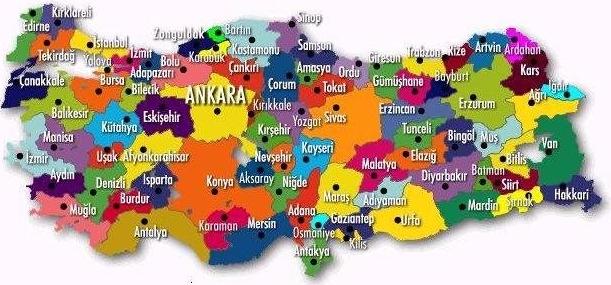 Kırklareli
Edirne
Tekirdağ
İstanbul
Yalova
İzmit
Adapazarı
Bolu
Zonguldak
Bartın
Karabük
Kastamonu
Sinop
Samsun
Çankırı
Çorum
Amasya
Ordu
Tokat
Giresun
Trabzon
Rize
Artvin
Ardahan
Kars
Gümüşhane
Bayburt
Iğdır
Ağrı
Çanakkale
Bursa
Bilecik
ANKARA
Kırıkkale
Yozgat
Sivas
Erzincan
Erzurum
Balıkesir
Kütahya
Eskişehir
Kırşehir
Tunceli
Bingöl
Muş
Van
Manisa
İzmir
Uşak
Afyonkarahisar
Nevşehir
Kayseri
Malatya
Elazığ
Bitlis
Aydın
Denizli
Isparta
Konya
Aksaray
Niğde
Maraş
Adıyaman
Diyarbakır
Batman
Siirt
Şırnak
Hakkari
Muğla
Burdur
Antalya
Karaman
Mersin
Adana
Osmaniye
Gaziantep
Kilis
Urfa
Mardin
Antakya